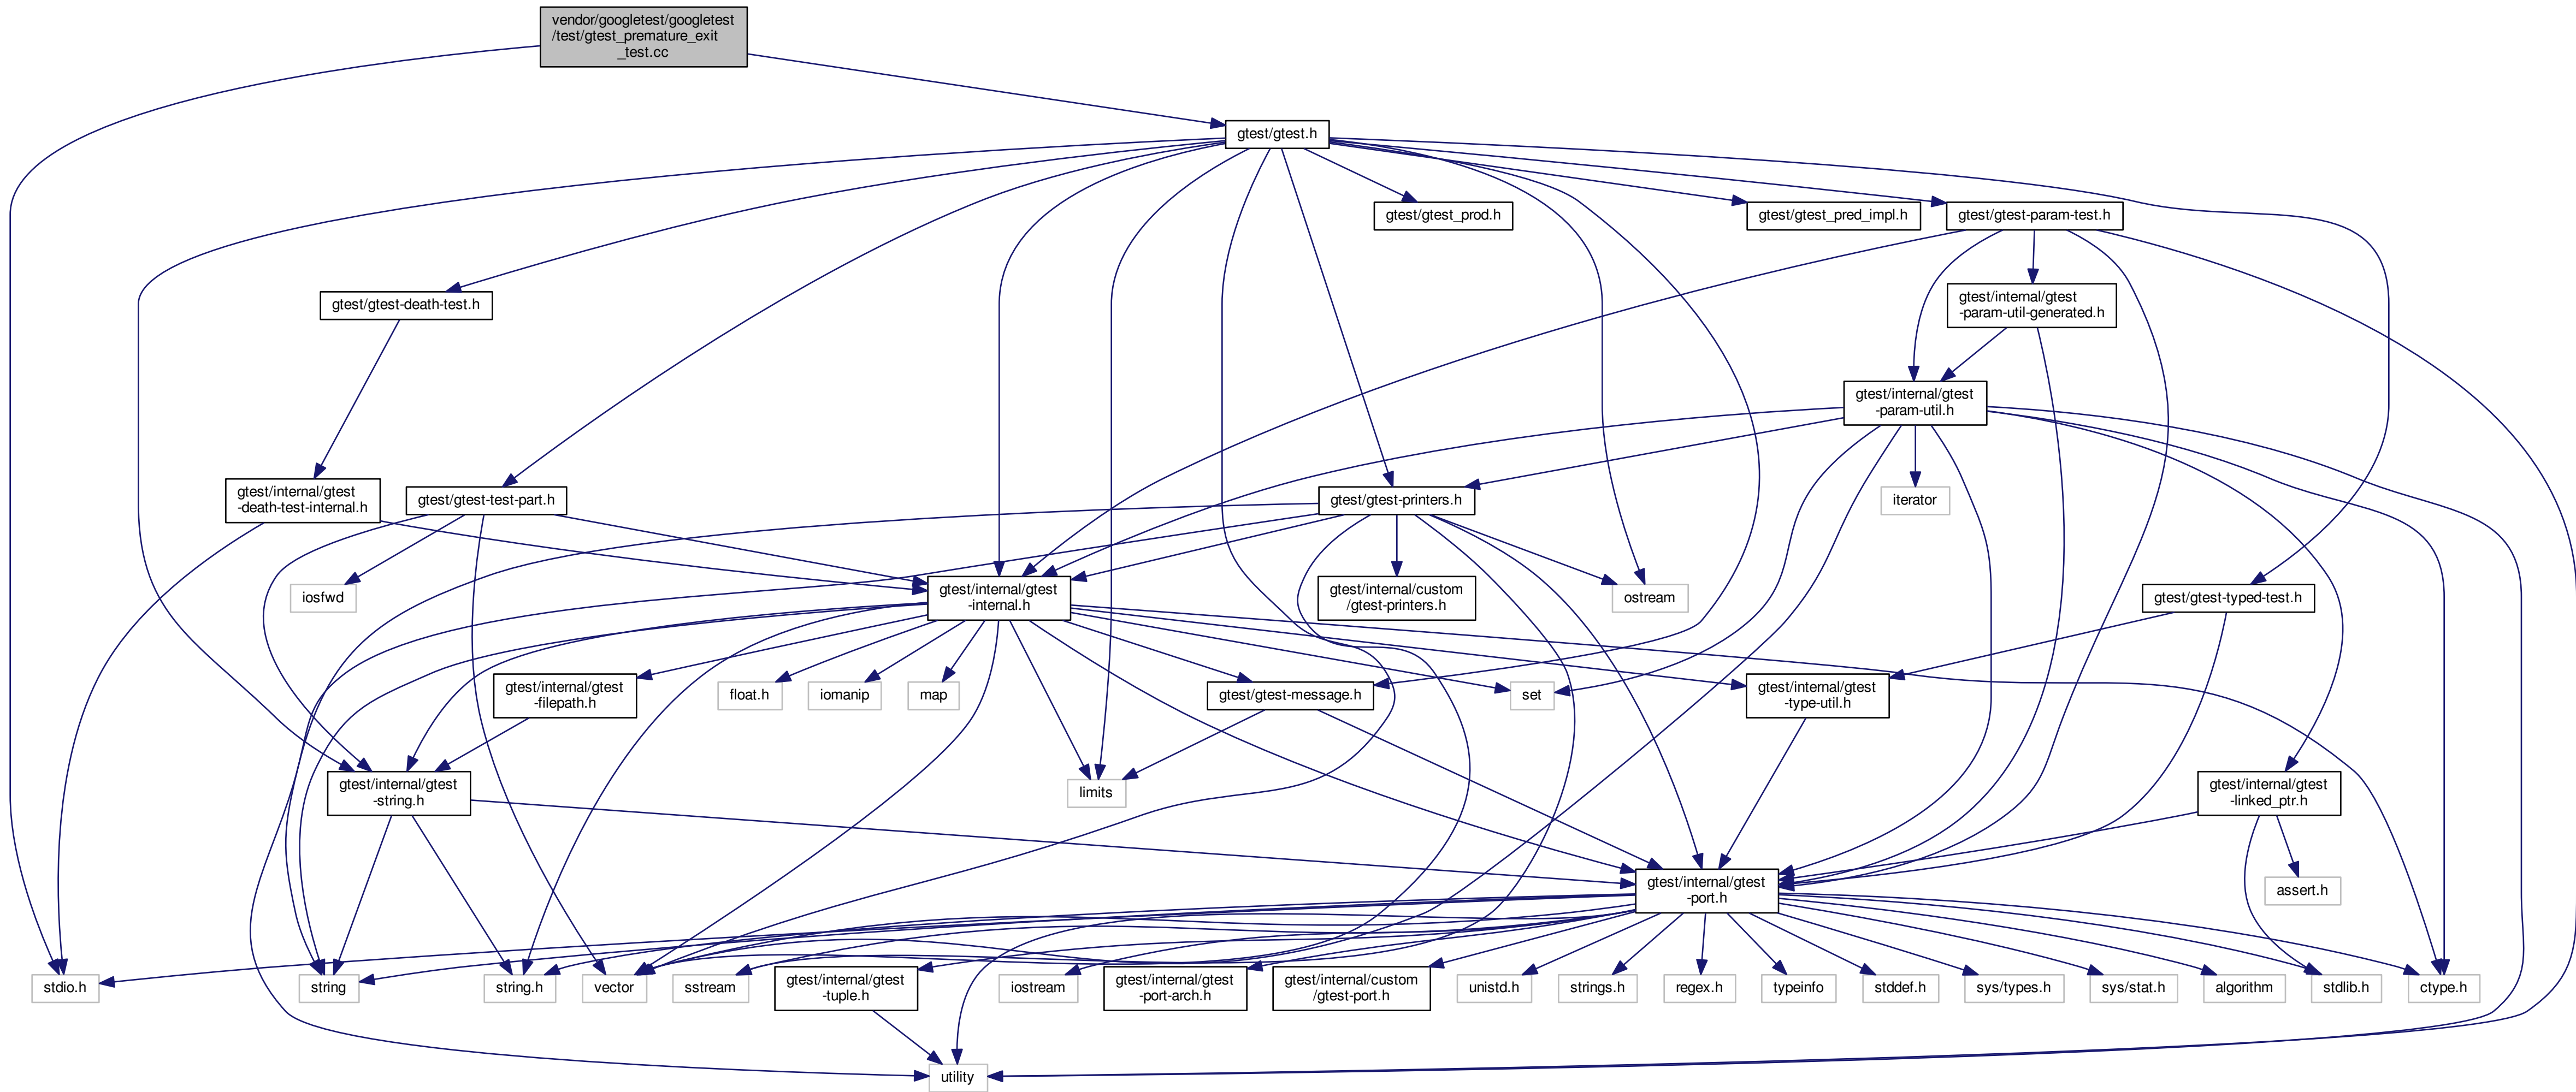 vendor/googletest/googletest
/test/gtest_premature_exit
_test.cc
gtest/gtest.h
gtest/gtest_prod.h
gtest/gtest_pred_impl.h
gtest/gtest-param-test.h
gtest/gtest-death-test.h
gtest/internal/gtest
-param-util-generated.h
gtest/internal/gtest
-param-util.h
gtest/internal/gtest
-death-test-internal.h
gtest/gtest-test-part.h
gtest/gtest-printers.h
iterator
iosfwd
gtest/internal/gtest
-internal.h
gtest/internal/custom
/gtest-printers.h
ostream
gtest/gtest-typed-test.h
gtest/internal/gtest
-filepath.h
float.h
iomanip
map
gtest/gtest-message.h
set
gtest/internal/gtest
-type-util.h
gtest/internal/gtest
-string.h
limits
gtest/internal/gtest
-linked_ptr.h
gtest/internal/gtest
-port.h
assert.h
stdio.h
string
string.h
vector
sstream
gtest/internal/gtest
-tuple.h
iostream
gtest/internal/gtest
-port-arch.h
gtest/internal/custom
/gtest-port.h
unistd.h
strings.h
regex.h
typeinfo
stddef.h
sys/types.h
sys/stat.h
algorithm
stdlib.h
ctype.h
utility